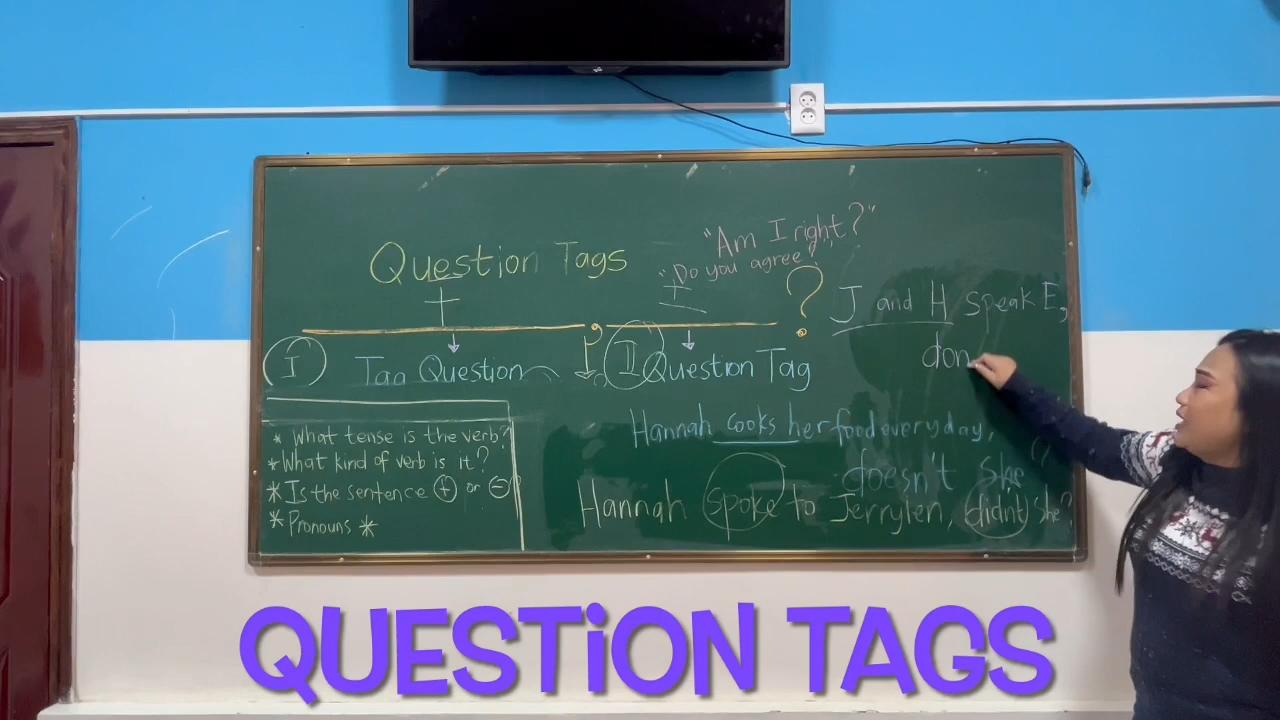 "Am I right?"
"Do you agree?"
Question Tags
?
J and H speak E,
don
I Tag Question , II Question Tag
Hannah cooks her food everyday,
doesn't she
Hannah spoke to Jerrylen, didn't she?
* What tense is the verb?
* What kind of verb is it?
* Is the sentence + or -
* Pronouns *
QUESTiON TAGS